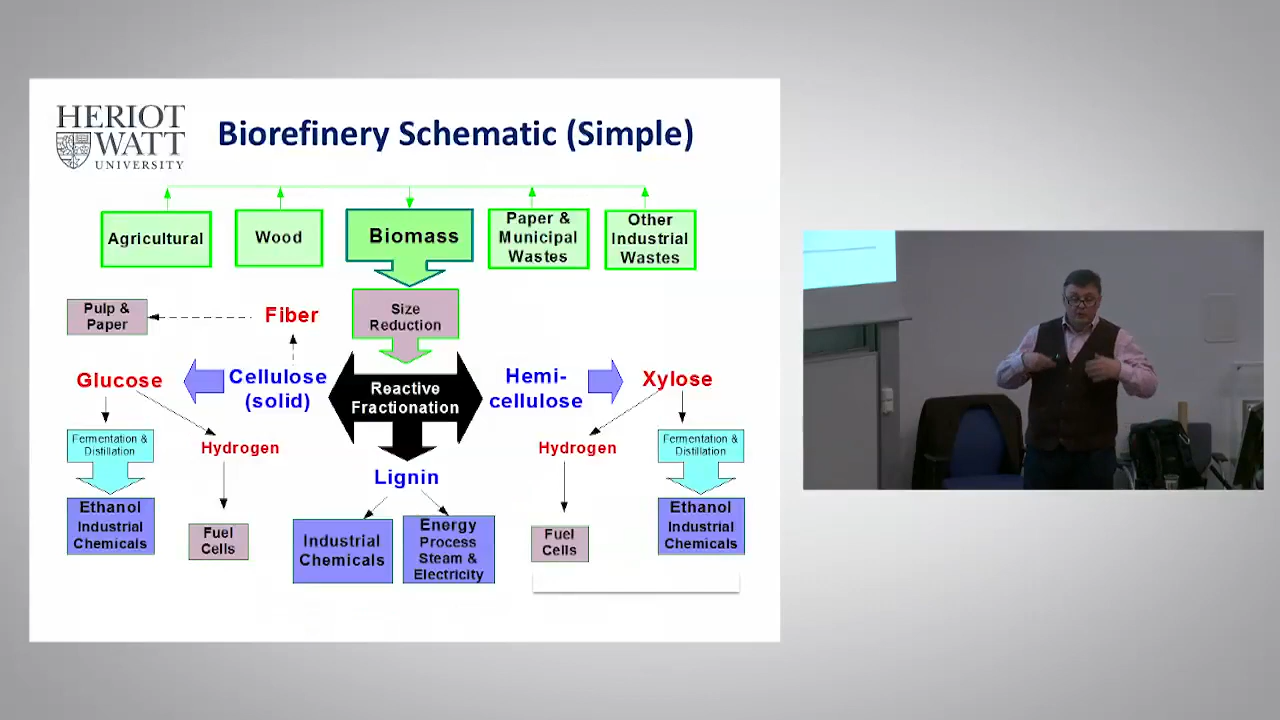 HERIOT
WATT
UNIVERSITY
Biorefinery Schematic (Simple)
Agricultural
Wood
Biomass
Paper &
Municipal
Wastes
Other
Industrial
Wastes
Pulp &
Paper
Fiber
Size
Reduction
Glucose
Cellulose
(solid)
Reactive
Fractionation
Hemi-
cellulose
Xylose
Fermentation &
Distillation
Hydrogen
Lignin
Hydrogen
Fermentation &
Distillation
Ethanol
Industrial
Chemicals
Fuel
Cells
Industrial
Chemicals
Energy
Process
Steam &
Electricity
Fuel
Cells
Ethanol
Industrial
Chemicals